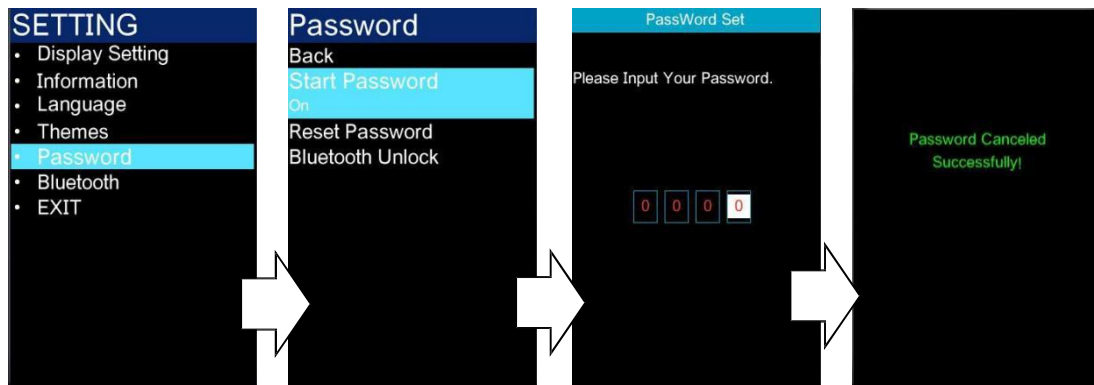 SETTING
• Display Setting
• Information
• Language
• Themes
• Password
• Bluetooth
• EXIT
Password
Back
Start Password
On
Reset Password
Bluetooth Unlock
PassWord Set
Please Input Your Password.
0 0 0 0
Password Canceled
Successfully!